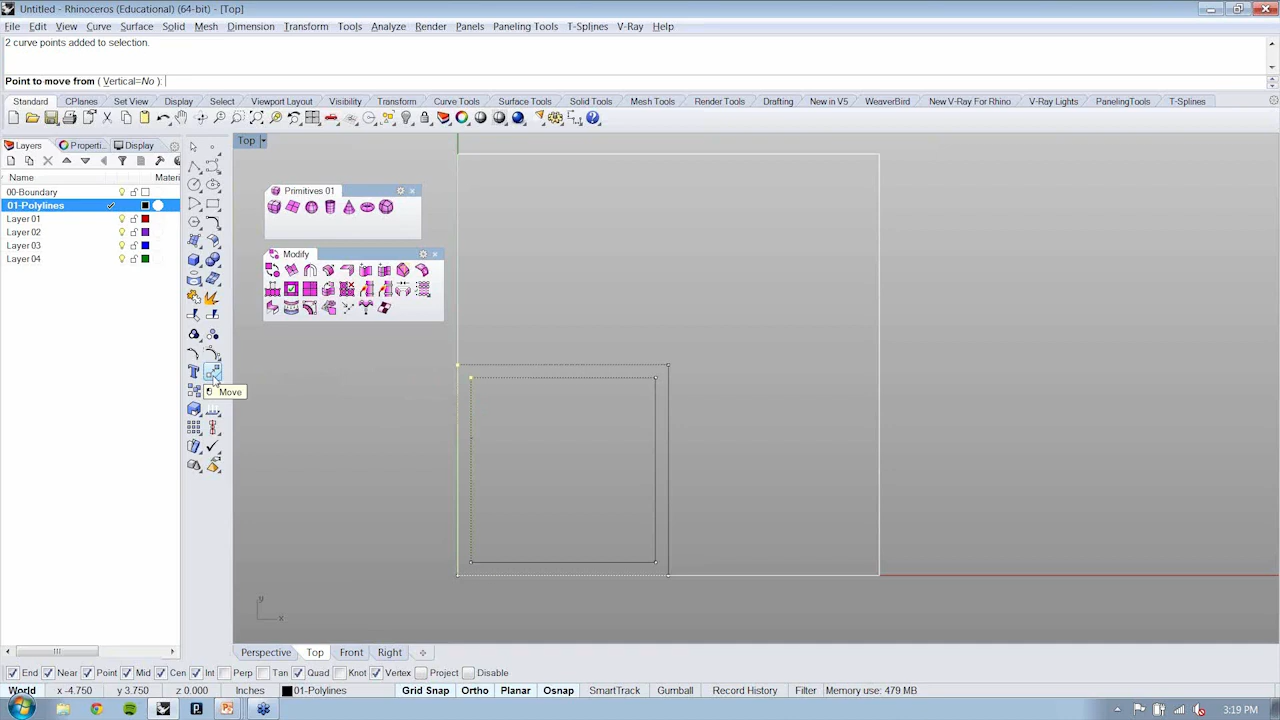 Untitled - Rhinoceros (Educational) (64-bit) - [Top]
File Edit View Curve Surface Solid Mesh Dimension Transform Tools Analyze Render Panels Paneling Tools T-Splines V-Ray Help
2 curve points added to selection.
Point to move from ( Vertical=No ):
Standard CPlanes Set View Display Select Viewport Layout Visibility Transform Curve Tools Surface Tools Solid Tools Mesh Tools Render Tools Drafting New in V5 WeaverBird New V-Ray For Rhino V-Ray Lights PanelingTools T-Splines
Layers Properti... Display
Top
Name Materi
00-Boundary
01-Polylines
Layer 01
Layer 02
Layer 03
Layer 04
Primitives 01
Modify
Move
y
x
Perspective Top Front Right
End Near Point Mid Cen Int Perp Tan Quad Knot Vertex Project Disable
World x -4.750 y 3.750 z 0.000 Inches 01-Polylines Grid Snap Ortho Planar Osnap SmartTrack Gumball Record History Filter Memory use: 479 MB
3:19 PM